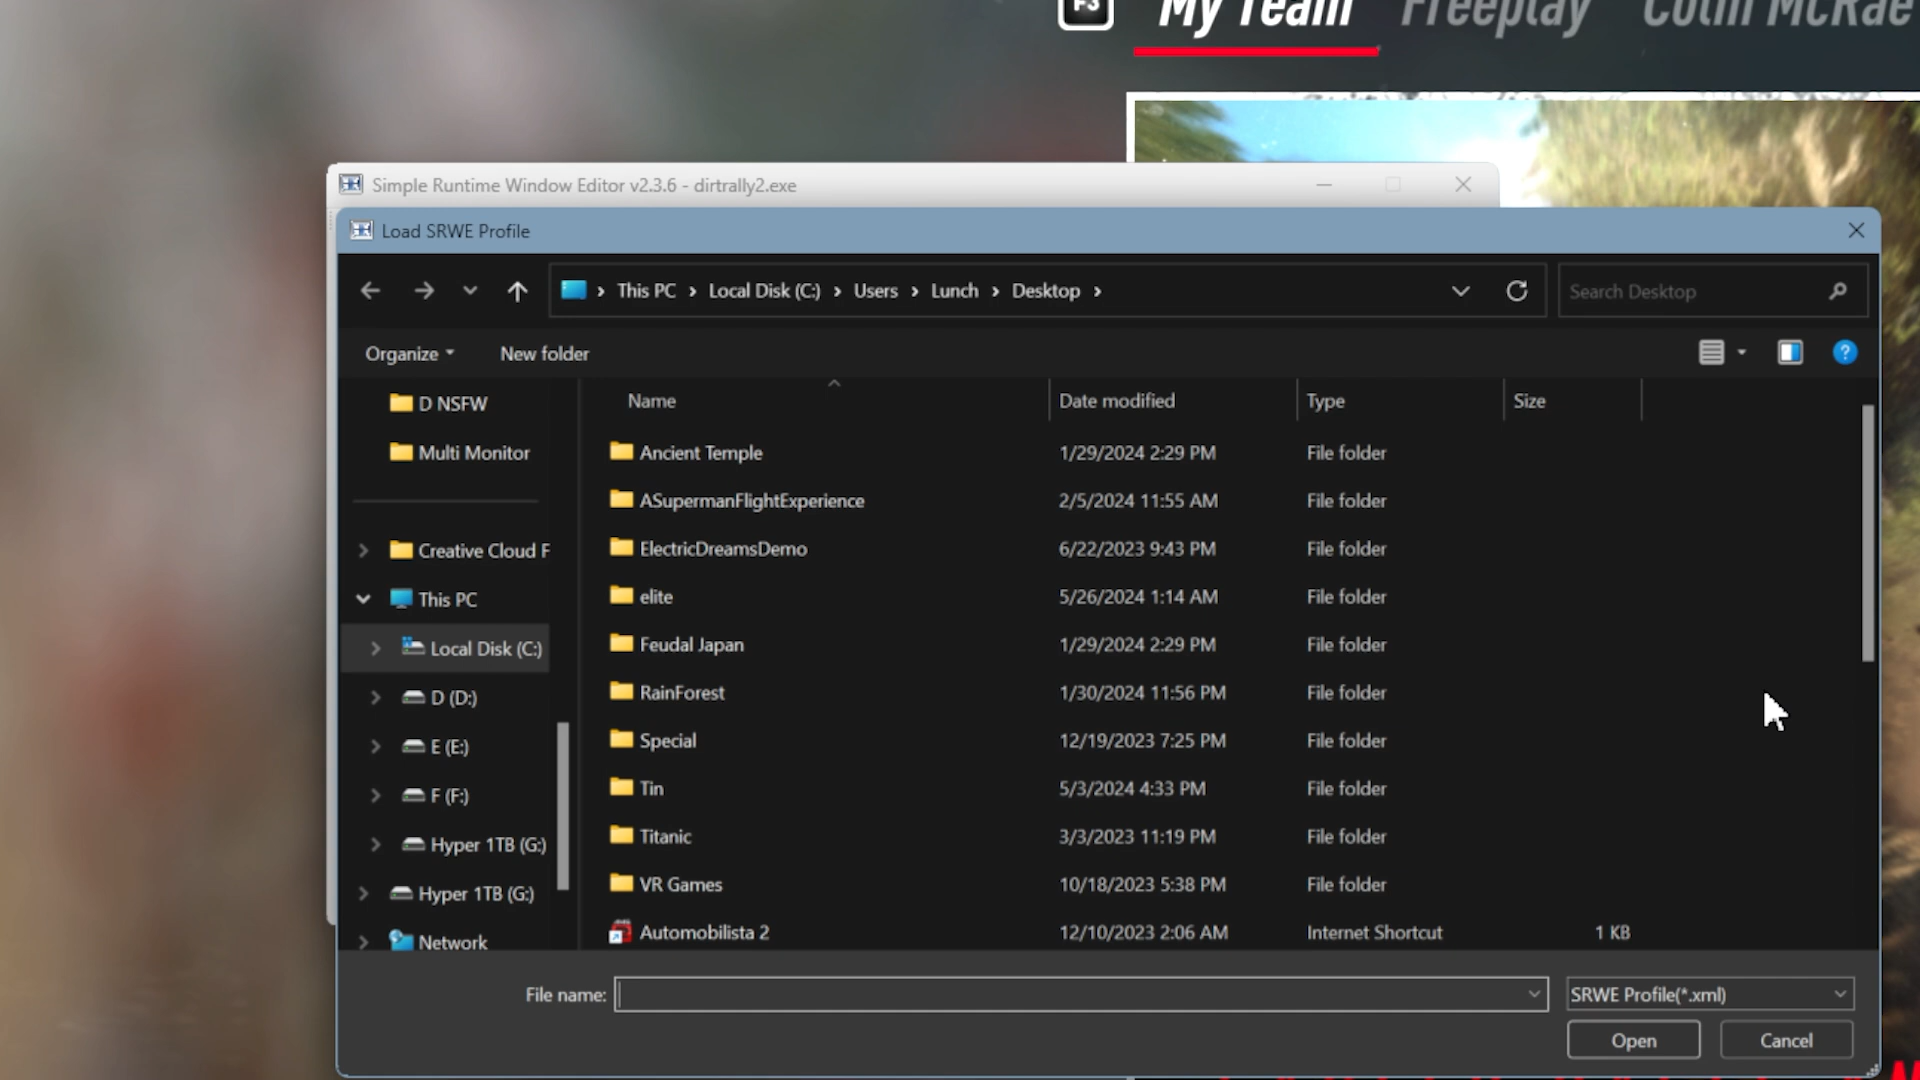 F3 My Team Freeplay Colin McRae
Simple Runtime Window Editor v2.3.6 - dirtrally2.exe
Load SRWE Profile
This PC Local Disk (C:) Users Lunch Desktop
Search Desktop
Organize New folder
D NSFW
Multi Monitor
Creative Cloud F
This PC
Local Disk (C:)
D (D:)
E (E:)
F (F:)
Hyper 1TB (G:)
Hyper 1TB (G:)
Network
Name Date modified Type Size
Ancient Temple 1/29/2024 2:29 PM File folder
ASupermanFlightExperience 2/5/2024 11:55 AM File folder
ElectricDreamsDemo 6/22/2023 9:43 PM File folder
elite 5/26/2024 1:14 AM File folder
Feudal Japan 1/29/2024 2:29 PM File folder
RainForest 1/30/2024 11:56 PM File folder
Special 12/19/2023 7:25 PM File folder
Tin 5/3/2024 4:33 PM File folder
Titanic 3/3/2023 11:19 PM File folder
VR Games 10/18/2023 5:38 PM File folder
Automobilista 2 12/10/2023 2:06 AM Internet Shortcut 1 KB
File name:
SRWE Profile(*.xml)
Open Cancel